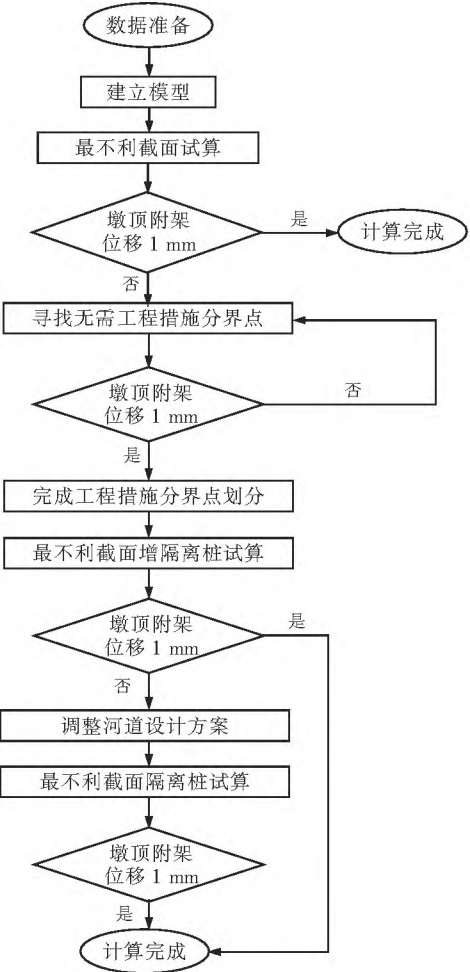 数据准备
建立模型
最不利截面试算
墩顶附架
位移 1 mm
是
计算完成
否
寻找无需工程措施分界点
墩顶附架
位移 1 mm
否
是
完成工程措施分界点划分
最不利截面增隔离桩试算
墩顶附架
位移 1 mm
是
否
调整河道设计方案
最不利截面隔离桩试算
墩顶附架
位移 1 mm
是
计算完成